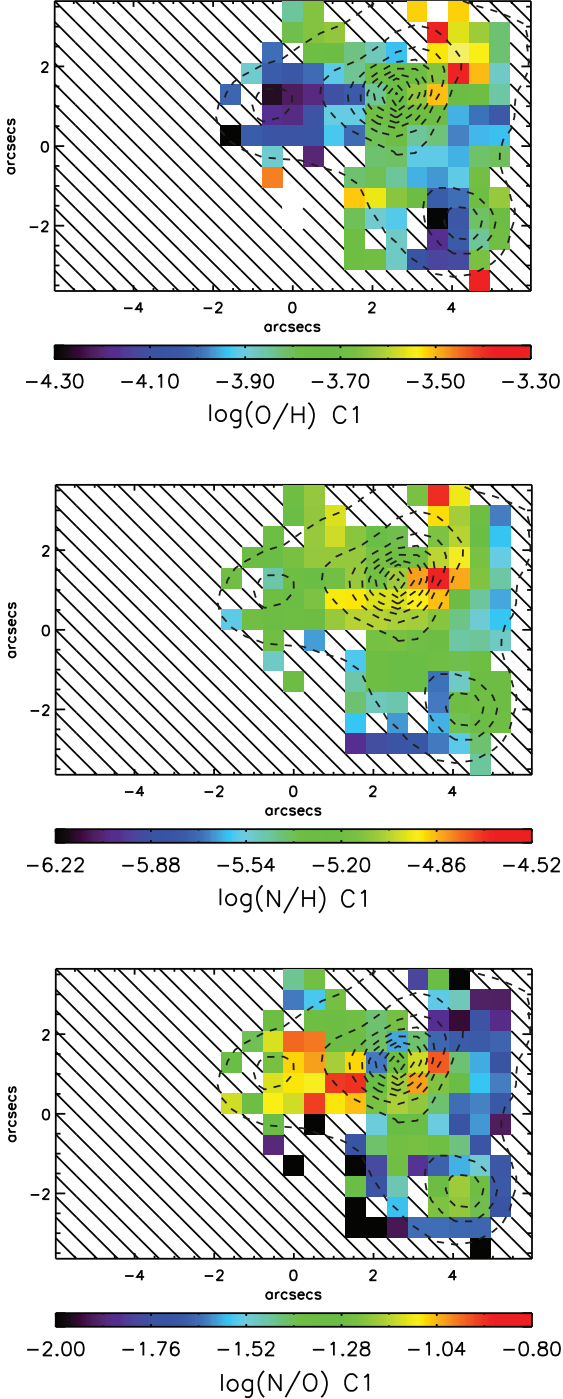 2
0
−2
arcsecs
−4 −2 0 2 4
arcsecs
−4.30 −4.10 −3.90 −3.70 −3.50 −3.30
log(O/H) C1
2
0
−2
arcsecs
−4 −2 0 2 4
arcsecs
−6.22 −5.88 −5.54 −5.20 −4.86 −4.52
log(N/H) C1
2
0
−2
arcsecs
−4 −2 0 2 4
arcsecs
−2.00 −1.76 −1.52 −1.28 −1.04 −0.80
log(N/O) C1